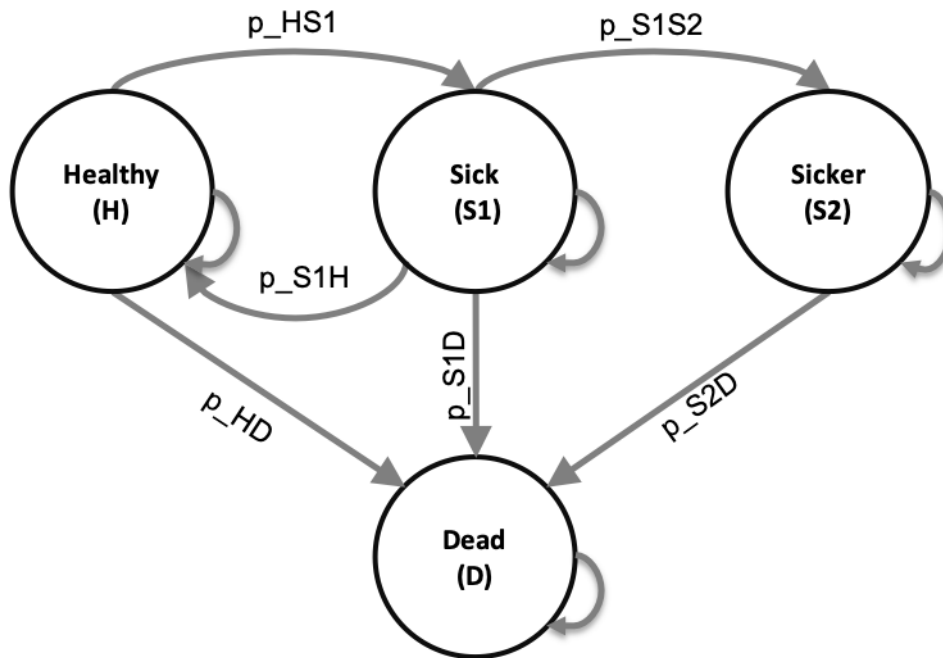 p_HS1
p_S1S2
Healthy
(H)
Sick
(S1)
Sicker
(S2)
p_S1H
p_HD
p_S1D
p_S2D
Dead
(D)